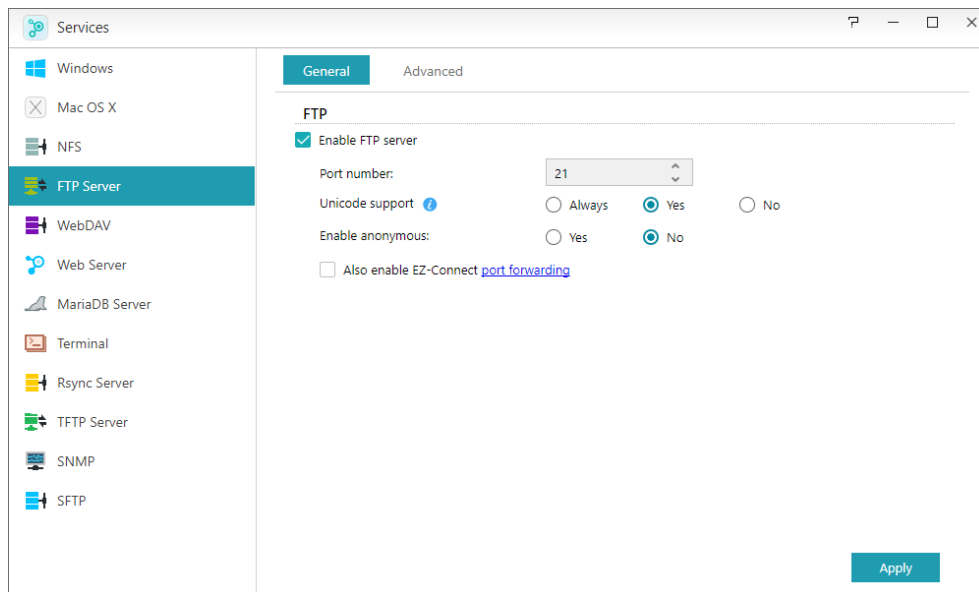 Services
Windows
Mac OS X
NFS
FTP Server
WebDAV
Web Server
MariaDB Server
Terminal
Rsync Server
TFTP Server
SNMP
SFTP
General Advanced
FTP
Enable FTP server
Port number: 21
Unicode support Always Yes No
Enable anonymous: Yes No
Also enable EZ-Connect port forwarding
Apply